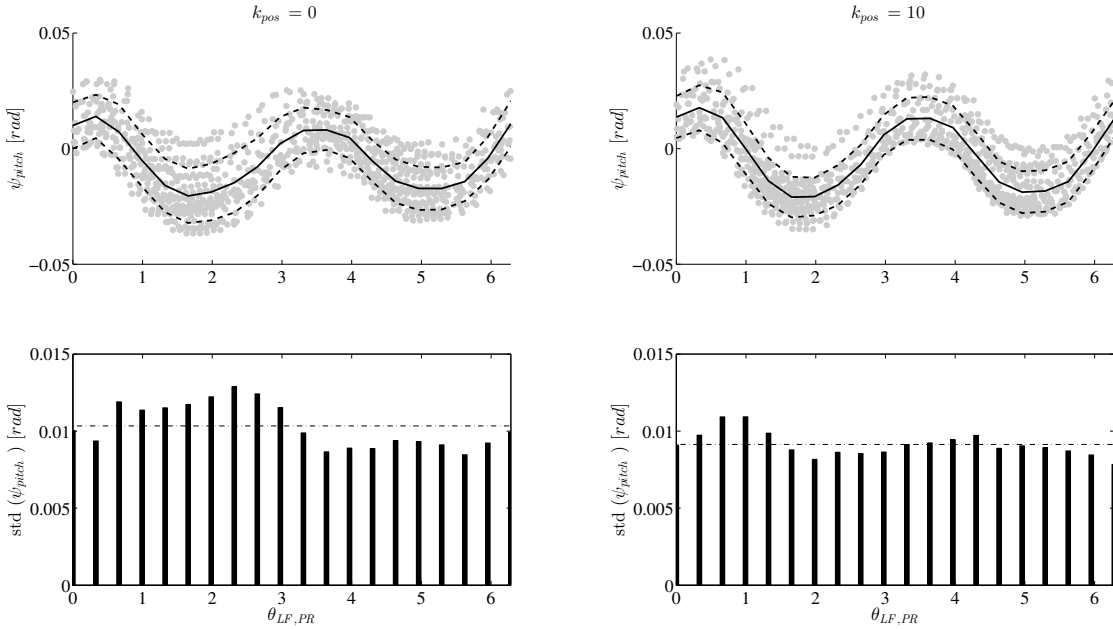 k_pos = 0
0.05
0
−0.05
ψ_pitch [rad]
0 1 2 3 4 5 6
k_pos = 10
0.05
0
−0.05
ψ_pitch [rad]
0 1 2 3 4 5 6
0.015
0.01
0.005
0
std (ψ_pitch ) [rad]
0 1 2 3 4 5 6
θ_LF,PR
0.015
0.01
0.005
0
std (ψ_pitch ) [rad]
0 1 2 3 4 5 6
θ_LF,PR